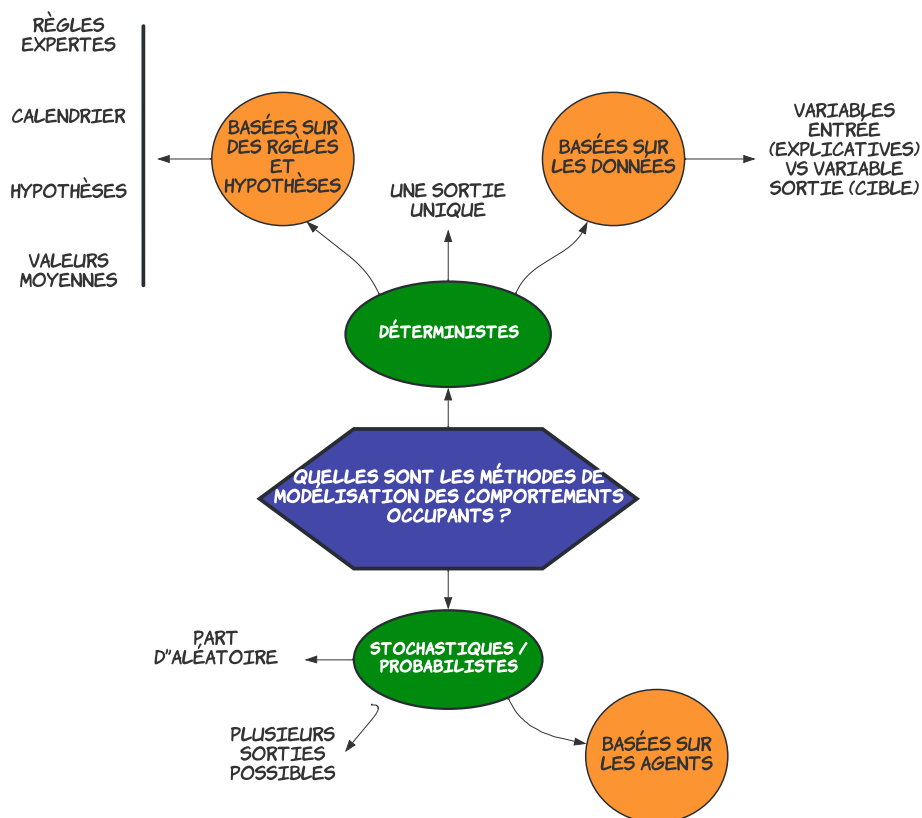 RÈGLES
EXPERTES
CALENDRIER
HYPOTHÈSES
VALEURS
MOYENNES
BASÉES SUR
DES RGÈLES
ET
HYPOTHÈSES
UNE SORTIE
UNIQUE
BASÉES SUR
LES DONNÉES
VARIABLES
ENTRÉE
(EXPLICATIVES)
VS VARIABLE
SORTIE (CIBLE)
DÉTERMINISTES
QUELLES SONT LES MÉTHODES DE
MODÉLISATION DES COMPORTEMENTS
OCCUPANTS ?
STOCHASTIQUES /
PROBABILISTES
PART
D"ALÉATOIRE
PLUSIEURS
SORTIES
POSSIBLES
BASÉES SUR
LES AGENTS